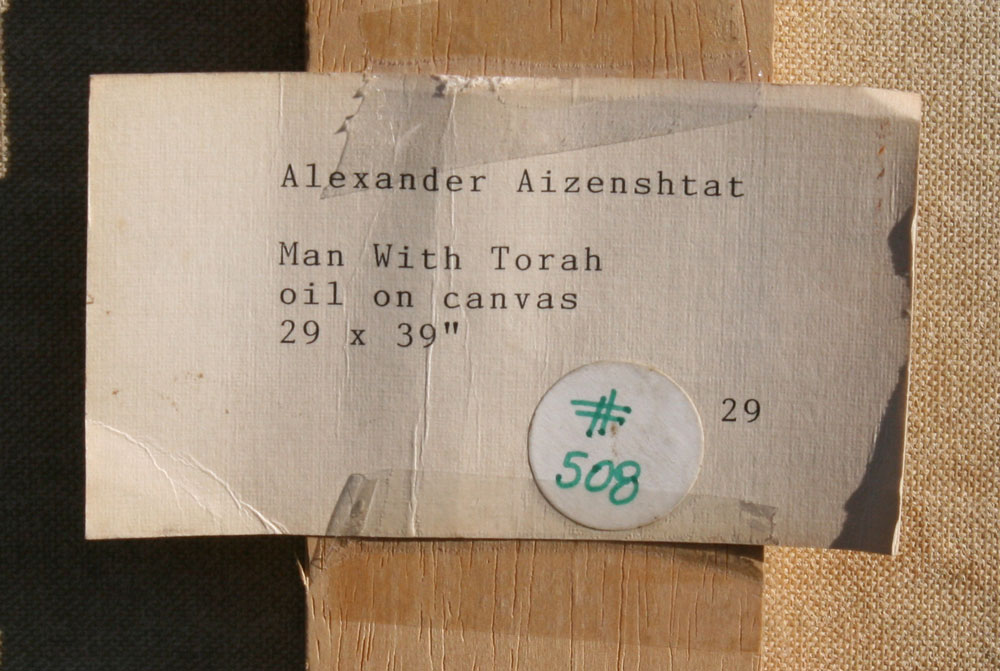 Alexander Aizenshtat
Man With Torah
oil on canvas
29 x 39"
29
#
508